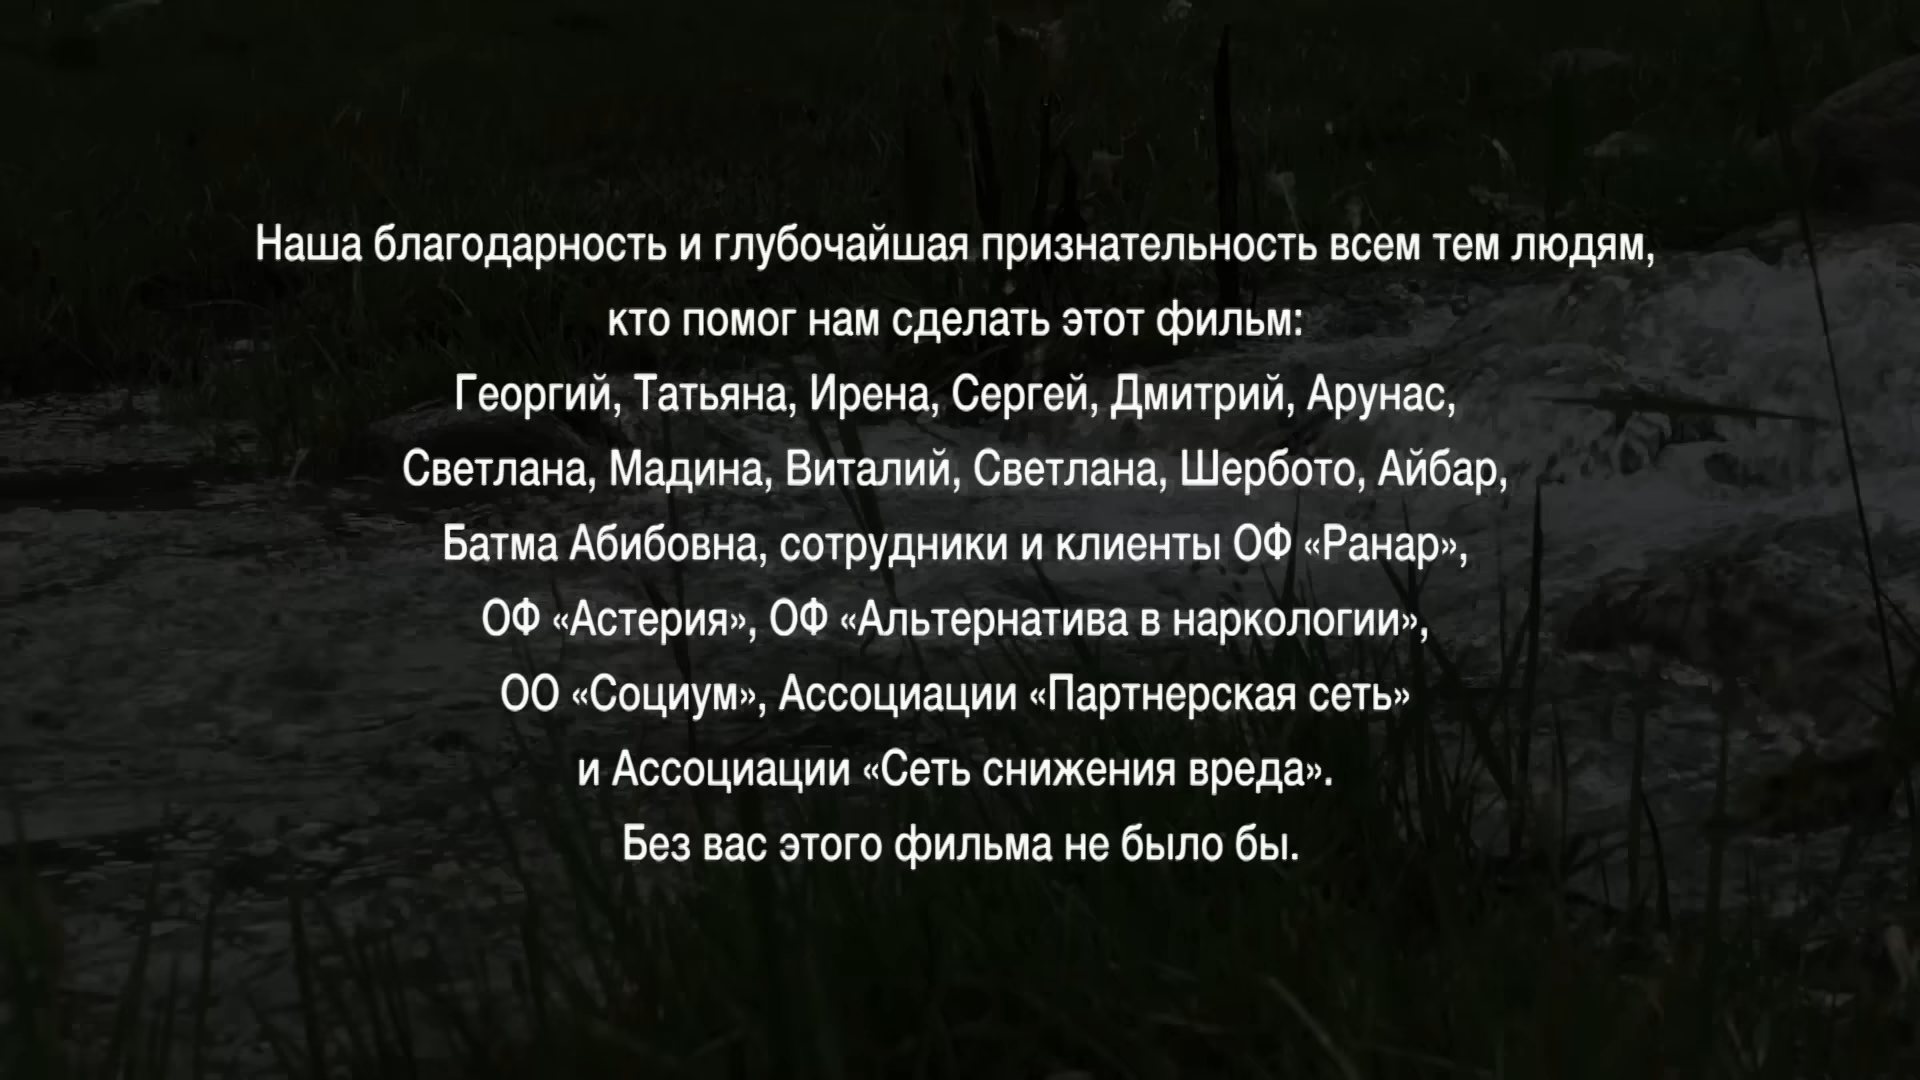 Наша благодарность и глубочайшая признательность всем тем людям,
кто помог нам сделать этот фильм:
Георгий, Татьяна, Ирена, Сергей, Дмитрий, Арунас,
Светлана, Мадина, Виталий, Светлана, Шербото, Айбар,
Батма Абибовна, сотрудники и клиенты ОФ «Ранар»,
ОФ «Астерия», ОФ «Альтернатива в наркологии»,
ОО «Социум», Ассоциации «Партнерская сеть»
и Ассоциации «Сеть снижения вреда».
Без вас этого фильма не было бы.